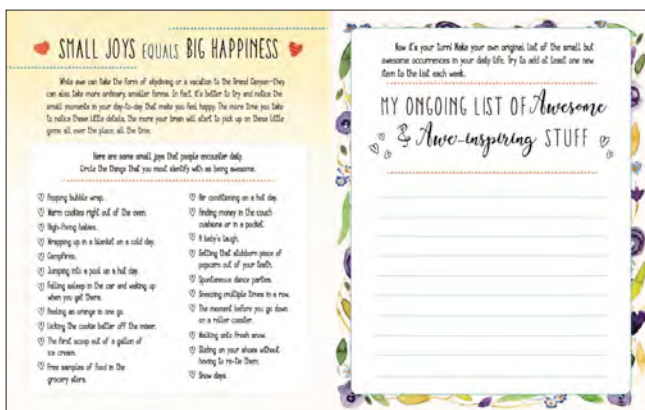 SMALL JOYS EQUALS BIG HAPPINESS
While awe can take the form of skydiving or a vacation to the Grand Canyon—they
can also take more ordinary, smaller forms. In fact, it's better to try and notice the
small moments in your day-to-day that make you feel happy. The more time you take
to notice these little details, the more your brain will start to pick up on these little
gems all over the place, all the time.
Here are some small joys that people encounter daily.
Circle the things that you most identify with as being awesome.
Popping bubble wrap.
Warm cookies right out of the oven.
High-fiving babies.
Wrapping up in a blanket on a cold day.
Campfires.
Jumping into a pool on a hot day.
Falling asleep in the car and waking up
when you get there.
Peeling an orange in one go.
Licking the cookie batter off the mixer.
The first scoop out of a gallon of
ice cream.
Free samples of food in the
grocery store.
Air conditioning on a hot day.
Finding money in the couch
cushions or in a pocket.
A baby's laugh.
Getting that stubborn piece of
popcorn out of your teeth.
Spontaneous dance parties.
Sneezing multiple times in a row.
The moment before you go down
on a roller coaster.
Walking onto fresh snow.
Sliding on your shoes without
having to re-tie them.
Snow days.
Now it's your turn! Make your own original list of the small but
awesome occurrences in your daily life. Try to add at least one new
item to the list each week.
MY ONGOING LIST OF Awesome
& Awe-inspiring STUFF